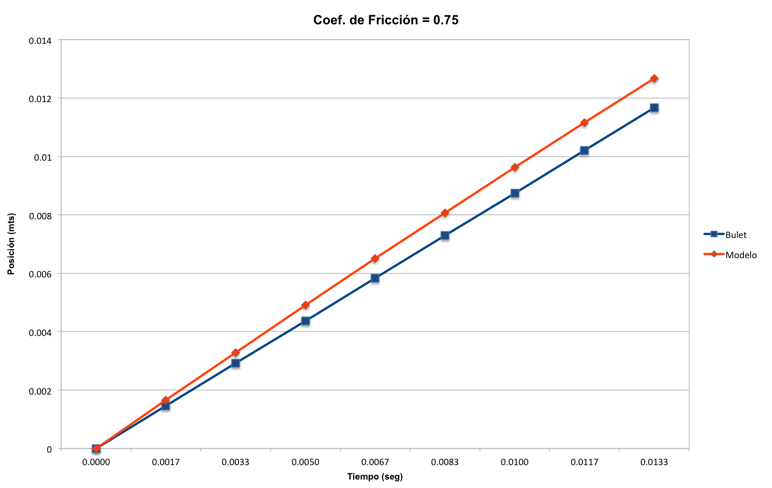 Coef. de Fricción = 0.75
0.014
0.012
0.01
0.008
0.006
0.004
0.002
0
Posición (mts)
0.0000 0.0017 0.0033 0.0050 0.0067 0.0083 0.0100 0.0117 0.0133
Tiempo (seg)
Bulet
Modelo